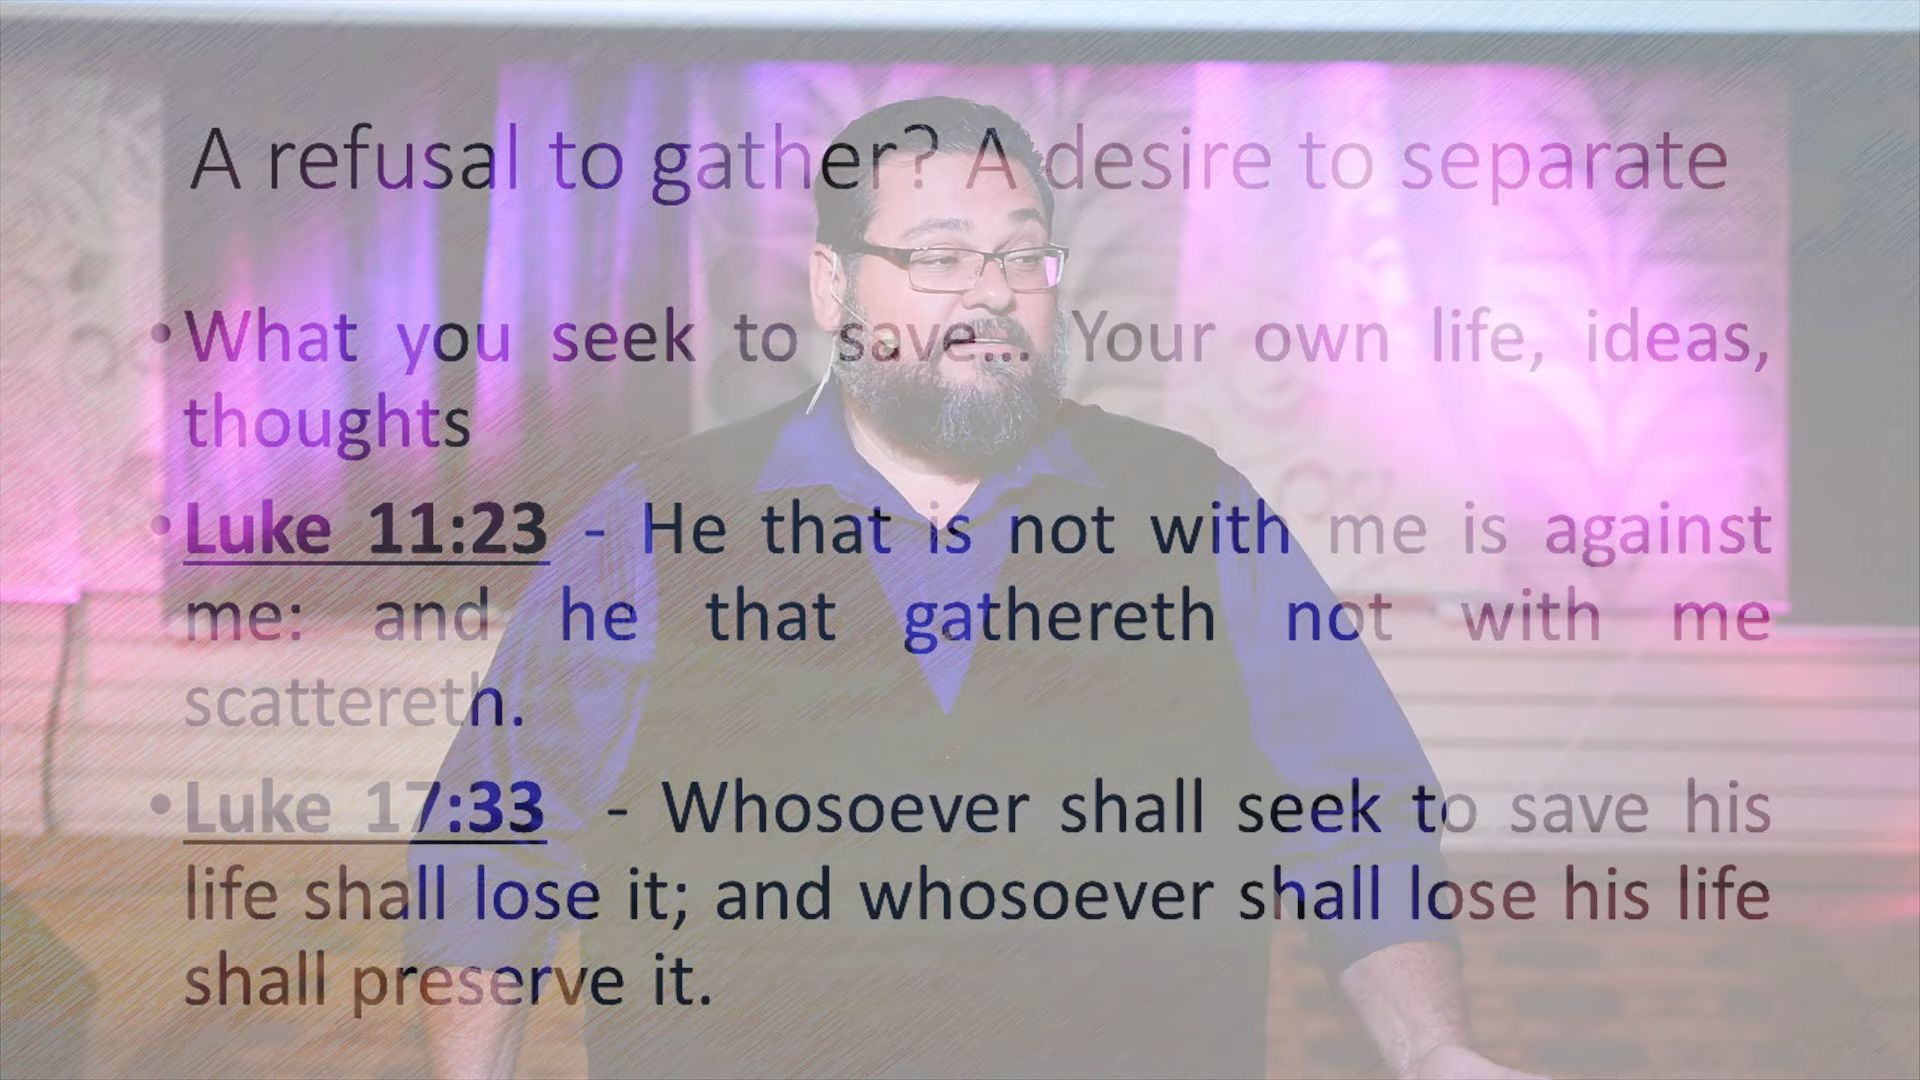 A refusal to gather? A desire to separate
• What you seek to save... Your own life, ideas,
thoughts
• Luke 11:23 - He that is not with me is against
me: and he that gathereth not with me
scattereth.
• Luke 17:33 - Whosoever shall seek to save his
life shall lose it; and whosoever shall lose his life
shall preserve it.